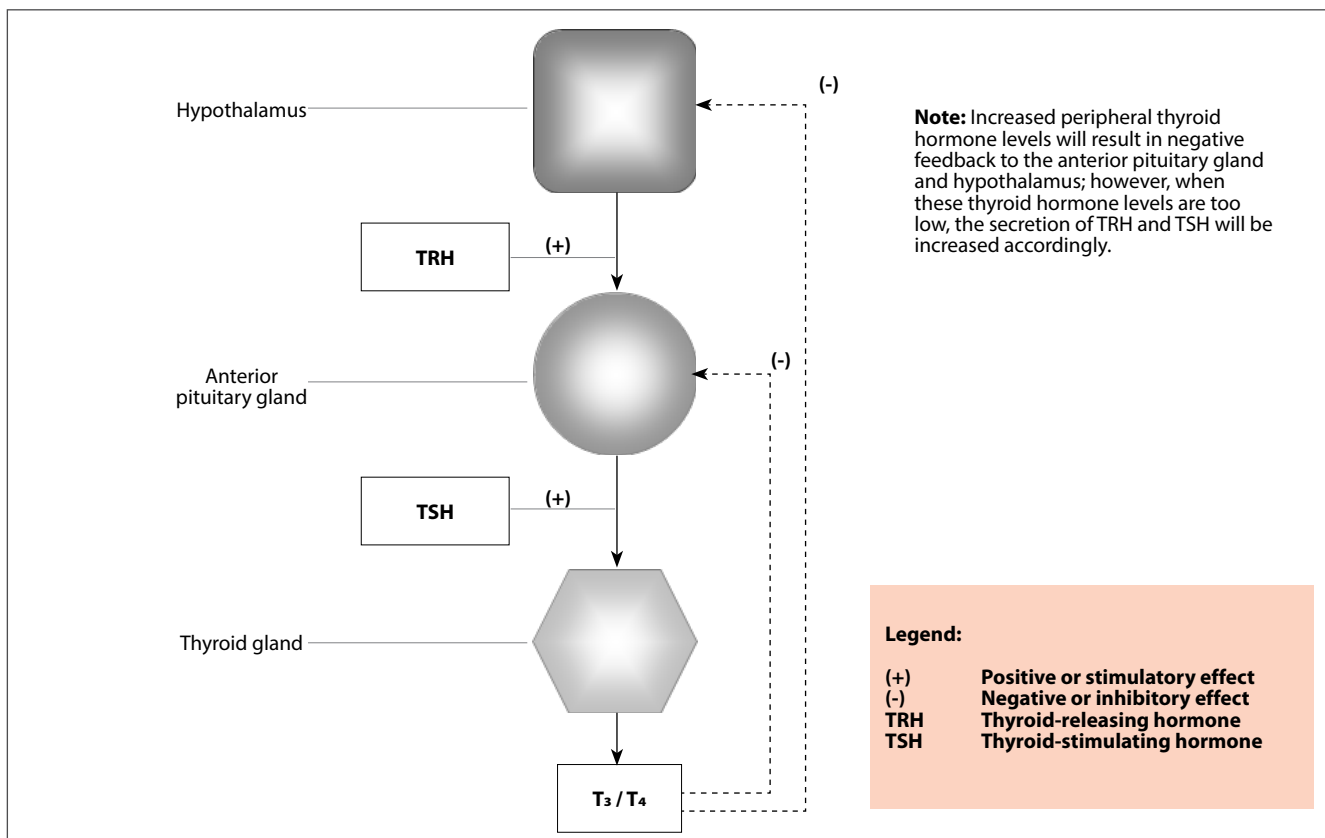 Hypothalamus
(-)
Note: Increased peripheral thyroid
hormone levels will result in negative
feedback to the anterior pituitary gland
and hypothalamus; however, when
these thyroid hormone levels are too
low, the secretion of TRH and TSH will be
increased accordingly.
TRH
(+)
Anterior
pituitary gland
(-)
TSH
(+)
Thyroid gland
T₃ / T₄
Legend:
(+) Positive or stimulatory effect
(-) Negative or inhibitory effect
TRH Thyroid-releasing hormone
TSH Thyroid-stimulating hormone